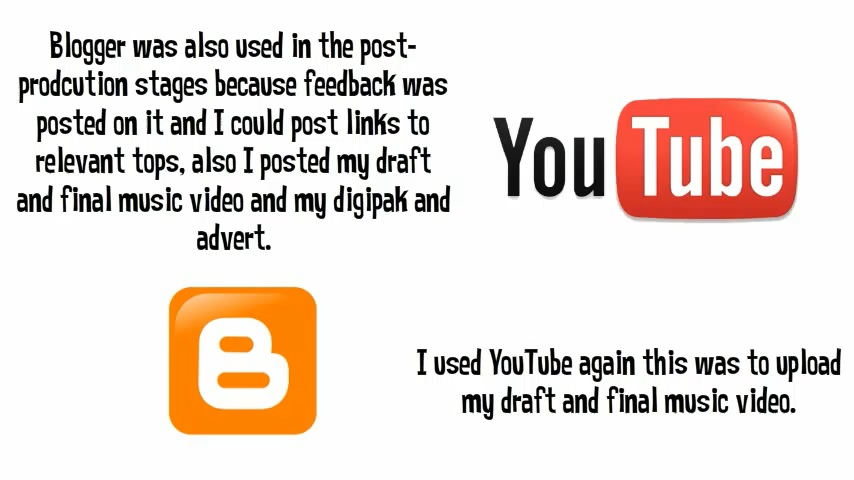 Blogger was also used in the post-
prodcution stages because feedback was
posted on it and I could post links to
relevant tops, also I posted my draft
and final music video and my digipak and
advert.
YouTube
B
I used YouTube again this was to upload
my draft and final music video.